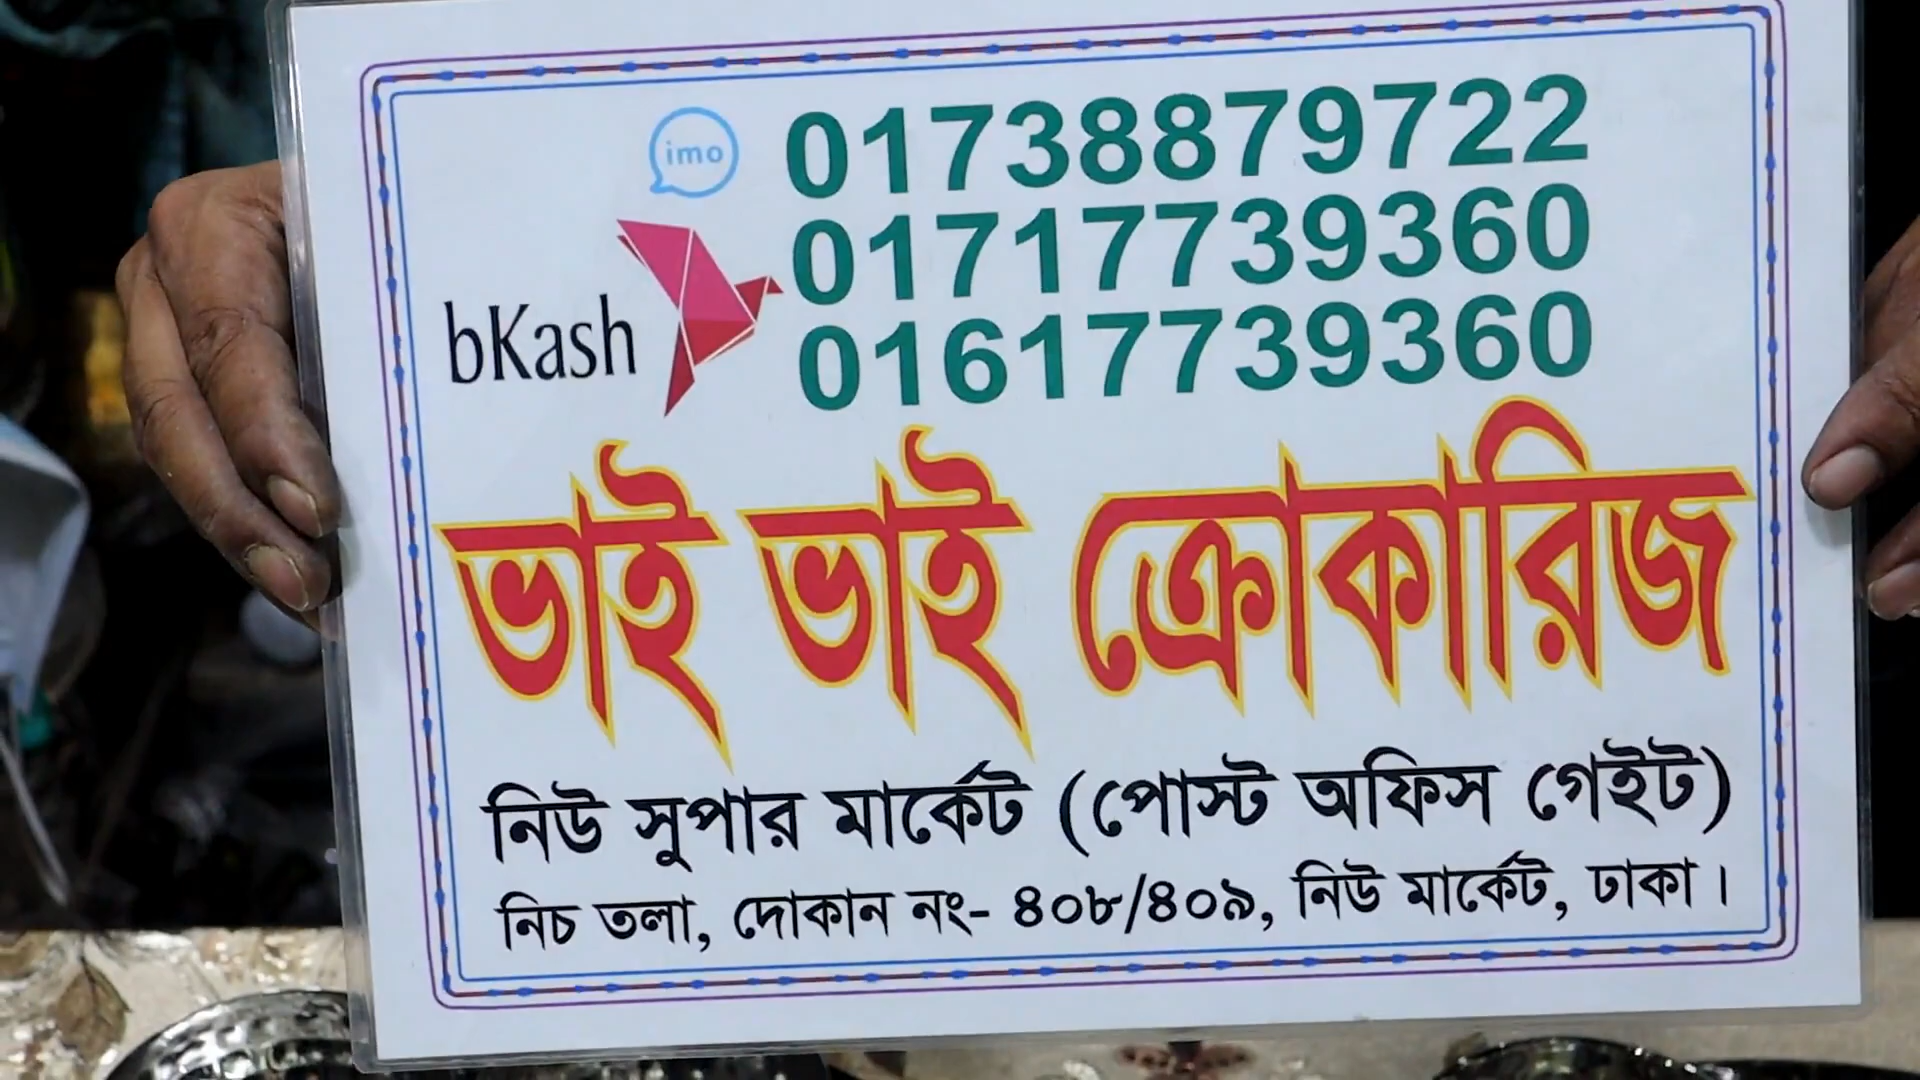 imo 01738879722
01717739360
bKash 01617739360
ভাই ভাই ক্রোকারিজ
নিউ সুপার মার্কেট (পোস্ট অফিস গেইট)
নিচ তলা, দোকান নং- ৪০৮/৪০৯, নিউ মার্কেট, ঢাকা।